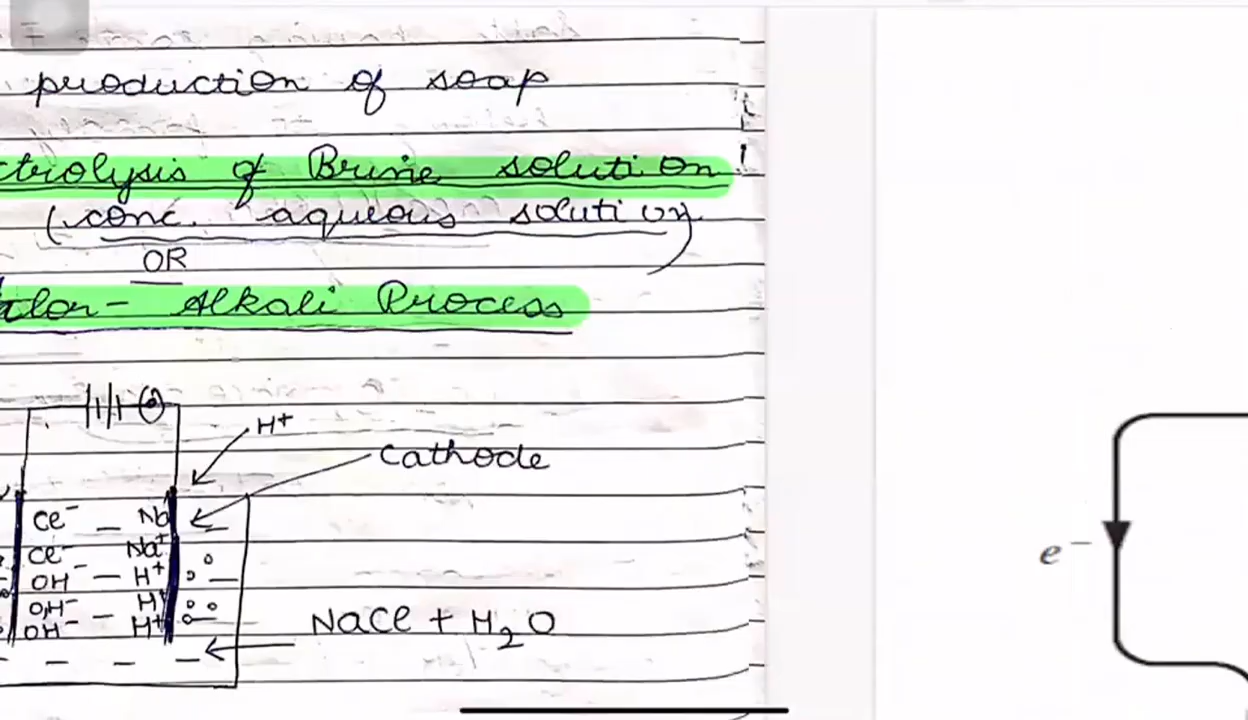 production of soap
ctrolysis of Brine solution
(conc. aqueous solution)
OR
alor- Alkali Process
H+
Cathode
Cl- Na
Cl- Na+
OH- H+
OH- H+
OH- H+
NaCl + H2O
e-